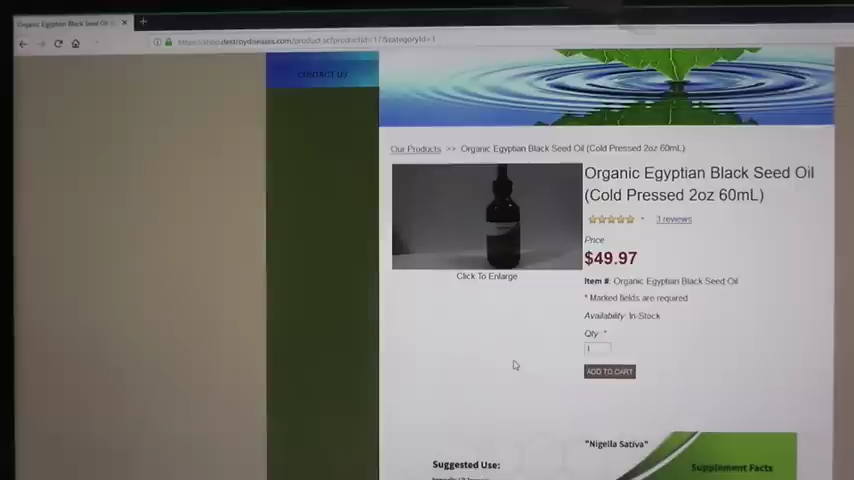 Organic Egyptian Black Seed Oil
https://shop.destroydiseases.com/product.sc?productId=17&categoryId=1
CONTACT US
Our Products >> Organic Egyptian Black Seed Oil (Cold Pressed 2oz 60mL)
Organic Egyptian Black Seed Oil
(Cold Pressed 2oz 60mL)
3 reviews
Price
$49.97
Click To Enlarge
Item #: Organic Egyptian Black Seed Oil
* Marked fields are required
Availability: In-Stock
Qty: *
1
ADD TO CART
"Nigella Sativa"
Suggested Use:
Supplement Facts